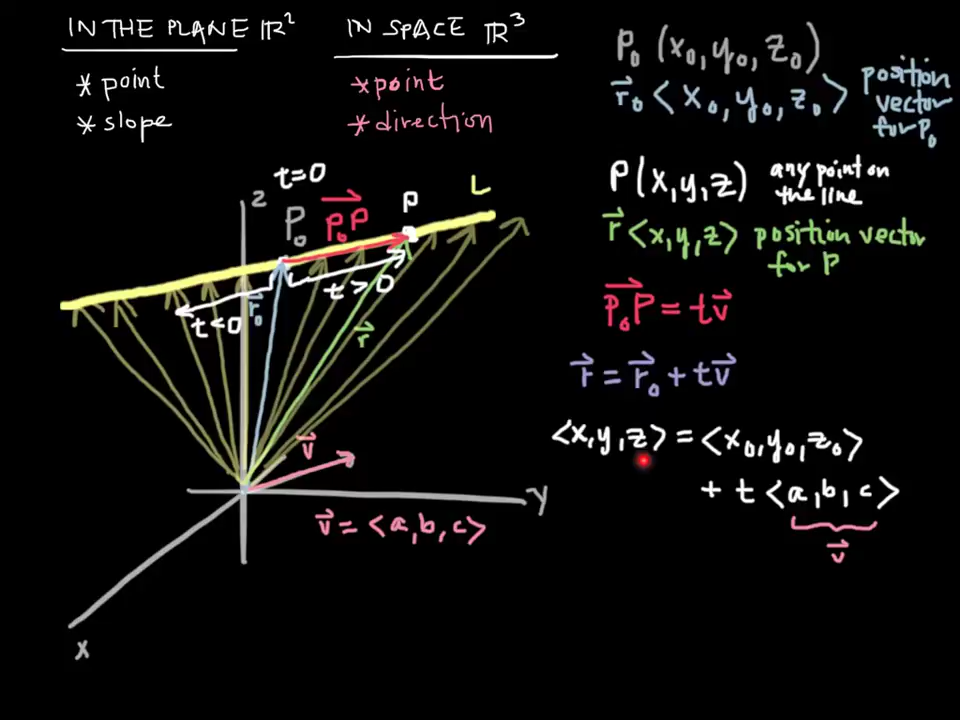 IN THE PLANE ℝ²
* point
* slope
IN SPACE ℝ³
* point
* direction
P₀ (x₀, y₀, z₀)
r⃗₀ < x₀, y₀, z₀ > position
vector
for P₀
P(x, y, z) any point on
the line
r⃗ <x, y, z> position vector
for P
P₀P⃗ = tv⃗
r⃗ = r⃗₀ + tv⃗
<x, y, z> = <x₀, y₀, z₀>
+ t <a, b, c>
v⃗
t=0
z
P₀
P₀P⃗
P
L
t<0
r⃗₀
t>0
r⃗
v⃗
y
v⃗ = <a, b, c>
x